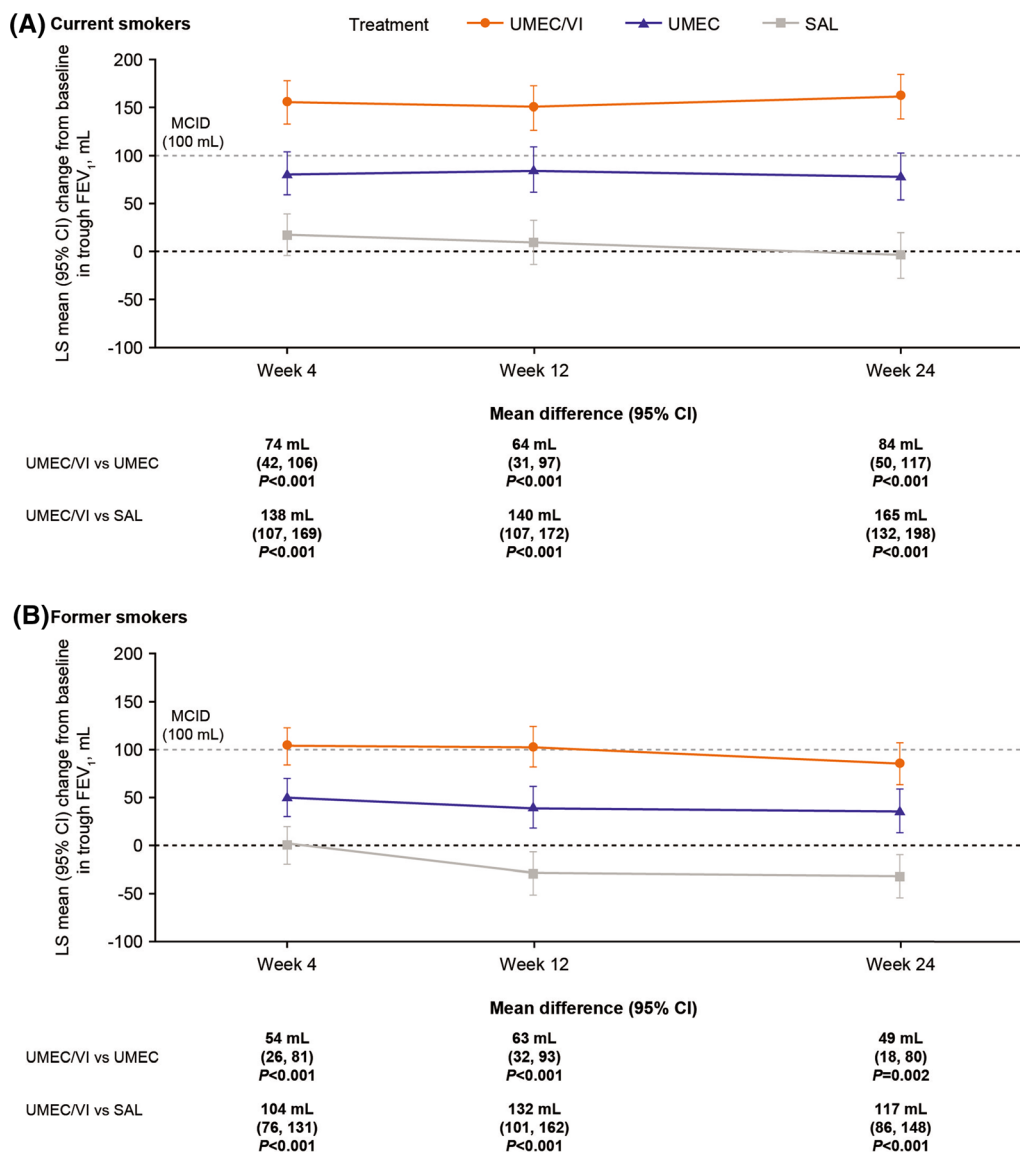 (A) Current smokers
Treatment UMEC/VI UMEC SAL
LS mean (95% CI) change from baseline
in trough FEV₁, mL
200
150
100
50
0
-50
-100
MCID
(100 mL)
Week 4 Week 12 Week 24
Mean difference (95% CI)
UMEC/VI vs UMEC
74 mL
(42, 106)
P<0.001
64 mL
(31, 97)
P<0.001
84 mL
(50, 117)
P<0.001
UMEC/VI vs SAL
138 mL
(107, 169)
P<0.001
140 mL
(107, 172)
P<0.001
165 mL
(132, 198)
P<0.001
(B) Former smokers
LS mean (95% CI) change from baseline
in trough FEV₁, mL
200
150
100
50
0
-50
-100
MCID
(100 mL)
Week 4 Week 12 Week 24
Mean difference (95% CI)
UMEC/VI vs UMEC
54 mL
(26, 81)
P<0.001
63 mL
(32, 93)
P<0.001
49 mL
(18, 80)
P=0.002
UMEC/VI vs SAL
104 mL
(76, 131)
P<0.001
132 mL
(101, 162)
P<0.001
117 mL
(86, 148)
P<0.001